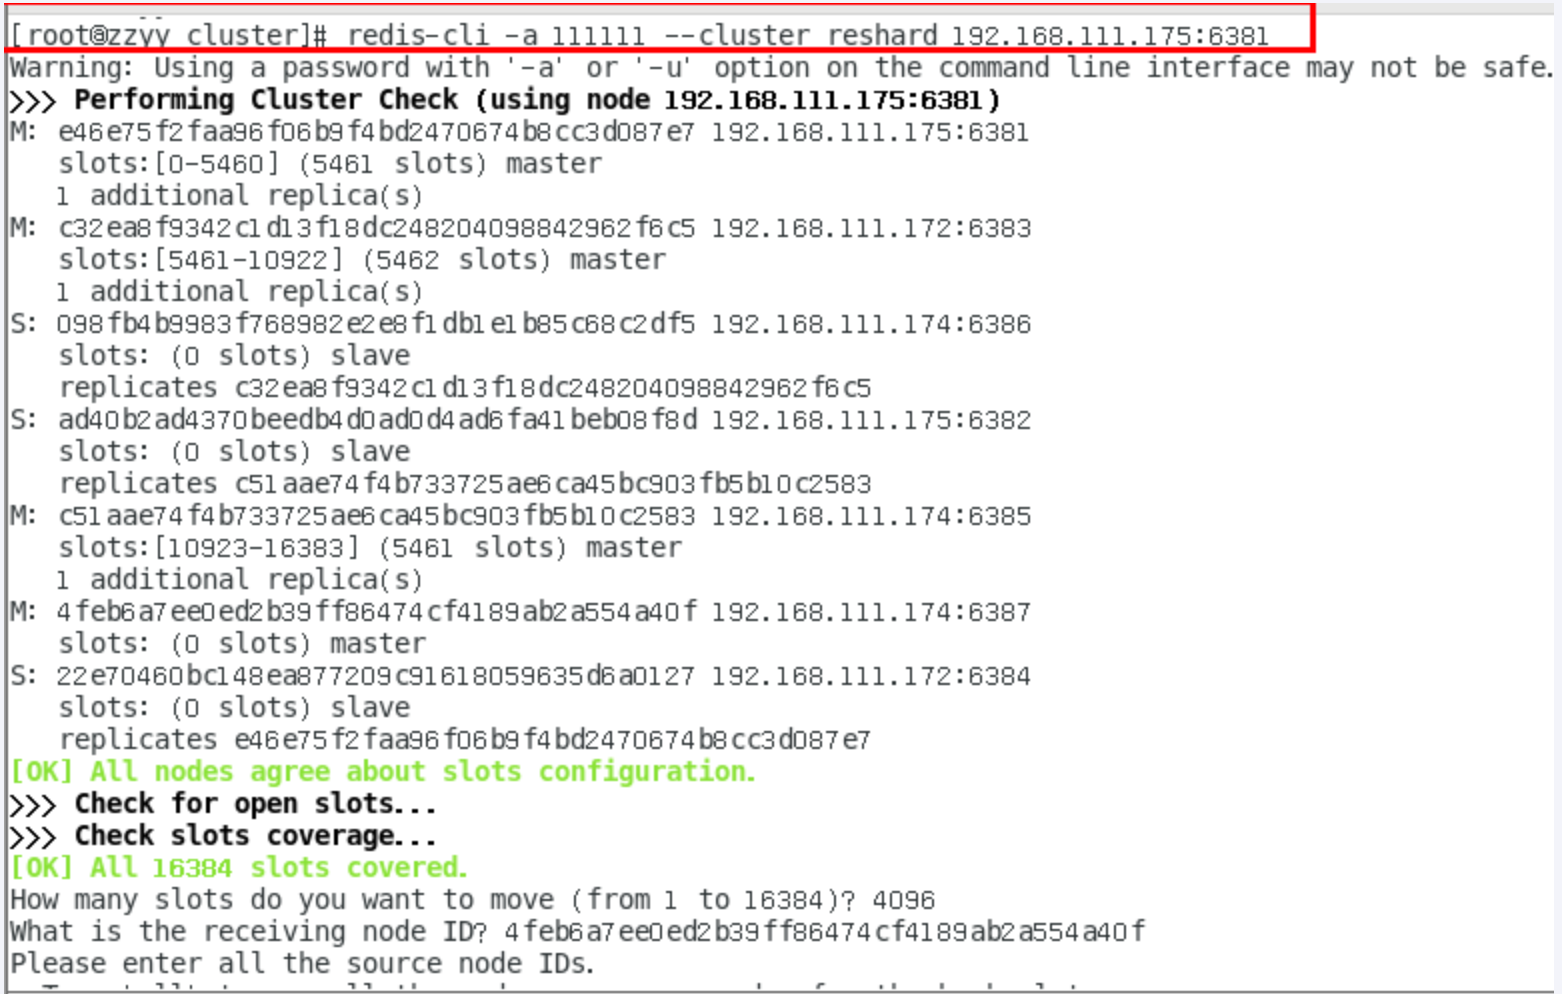 [root@zzyy cluster]# redis-cli -a 111111 --cluster reshard 192.168.111.175:6381
Warning: Using a password with '-a' or '-u' option on the command line interface may not be safe.
>>> Performing Cluster Check (using node 192.168.111.175:6381)
M: e46e75f2faa96f06b9f4bd2470674b8cc3d087e7 192.168.111.175:6381
slots:[0-5460] (5461 slots) master
1 additional replica(s)
M: c32ea8f9342c1d13f18dc248204098842962f6c5 192.168.111.172:6383
slots:[5461-10922] (5462 slots) master
1 additional replica(s)
S: 098fb4b9983f768982e2e8f1db1e1b85c68c2df5 192.168.111.174:6386
slots: (0 slots) slave
replicates c32ea8f9342c1d13f18dc248204098842962f6c5
S: ad40b2ad4370beedb4d0ad0d4ad6fa41beb08f8d 192.168.111.175:6382
slots: (0 slots) slave
replicates c51aae74f4b733725ae6ca45bc903fb5b10c2583
M: c51aae74f4b733725ae6ca45bc903fb5b10c2583 192.168.111.174:6385
slots:[10923-16383] (5461 slots) master
1 additional replica(s)
M: 4feb6a7ee0ed2b39ff86474cf4189ab2a554a40f 192.168.111.174:6387
slots: (0 slots) master
S: 22e70460bc148ea877209c91618059635d6a0127 192.168.111.172:6384
slots: (0 slots) slave
replicates e46e75f2faa96f06b9f4bd2470674b8cc3d087e7
[OK] All nodes agree about slots configuration.
>>> Check for open slots...
>>> Check slots coverage...
[OK] All 16384 slots covered.
How many slots do you want to move (from 1 to 16384)? 4096
What is the receiving node ID? 4feb6a7ee0ed2b39ff86474cf4189ab2a554a40f
Please enter all the source node IDs.